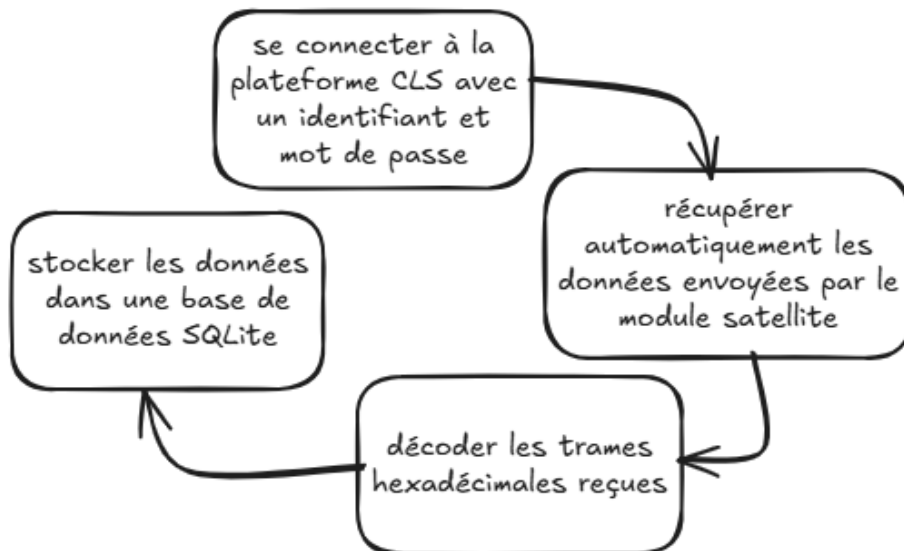 se connecter à la
plateforme CLS avec
un identifiant et
mot de passe
récupérer
automatiquement les
données envoyées par le
module satellite
décoder les trames
hexadécimales reçues
stocker les données
dans une base de
données SQLite